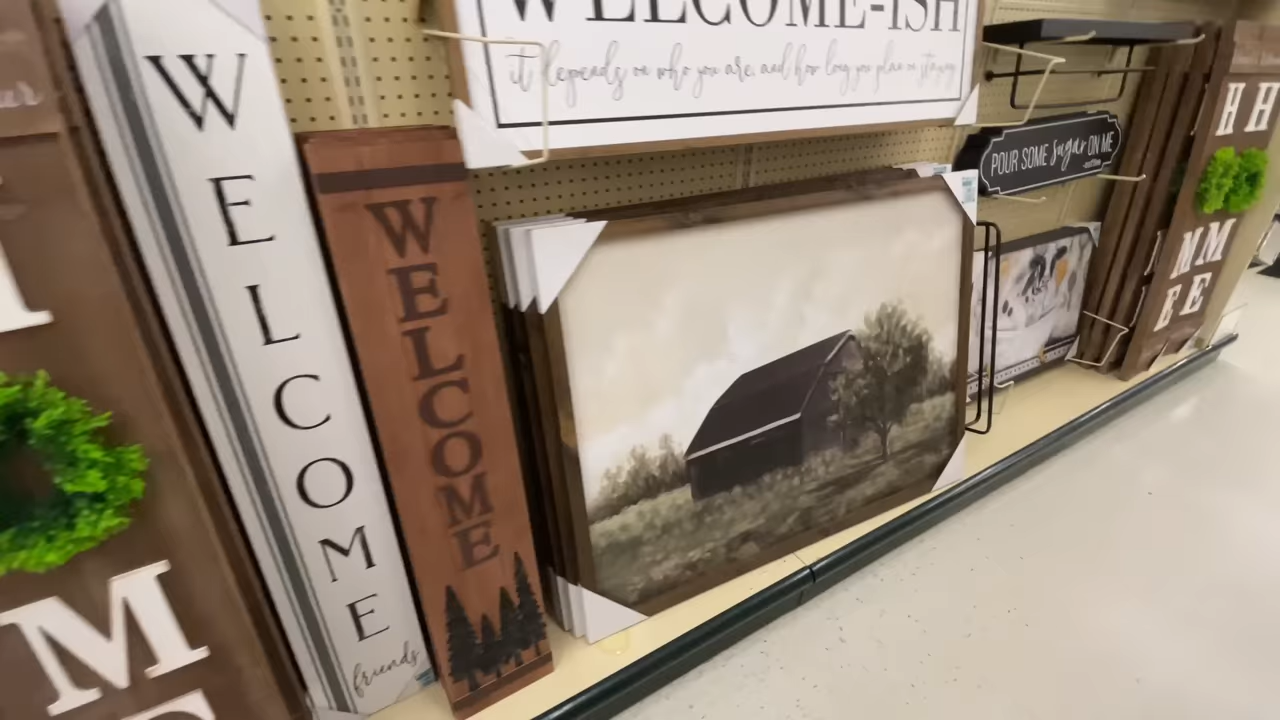 WELCOME
friends
WELCOME
WELCOME-ISH
it depends on who you are and how long you plan on staying
POUR SOME sugar ON ME
H H
MM
E E
M